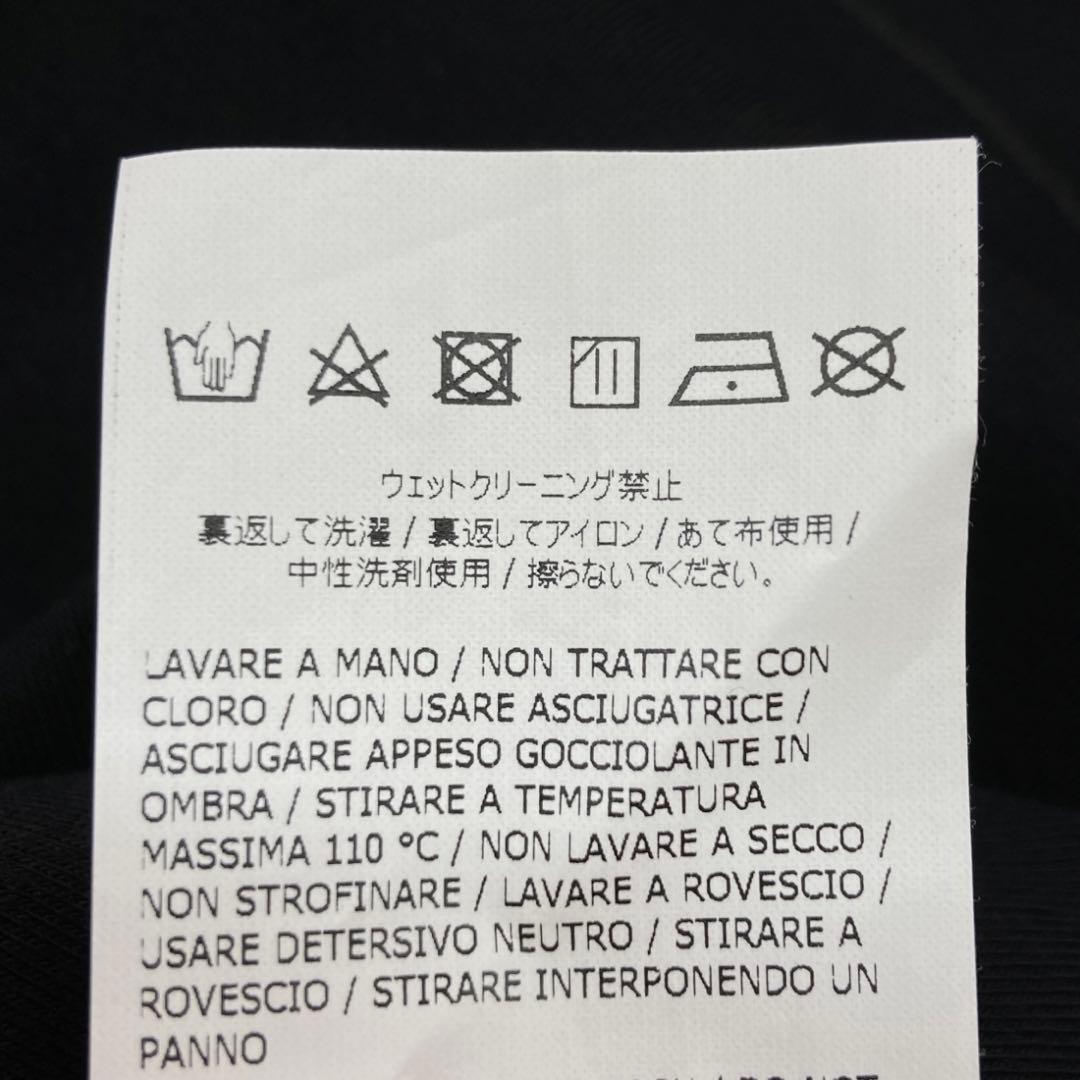 ウェットクリーニング禁止
裏返して洗濯 / 裏返してアイロン / あて布使用 /
中性洗剤使用 / 擦らないでください。
LAVARE A MANO / NON TRATTARE CON
CLORO / NON USARE ASCIUGATRICE /
ASCIUGARE APPESO GOCCIOLANTE IN
OMBRA / STIRARE A TEMPERATURA
MASSIMA 110 °C / NON LAVARE A SECCO /
NON STROFINARE / LAVARE A ROVESCIO /
USARE DETERSIVO NEUTRO / STIRARE A
ROVESCIO / STIRARE INTERPONENDO UN
PANNO